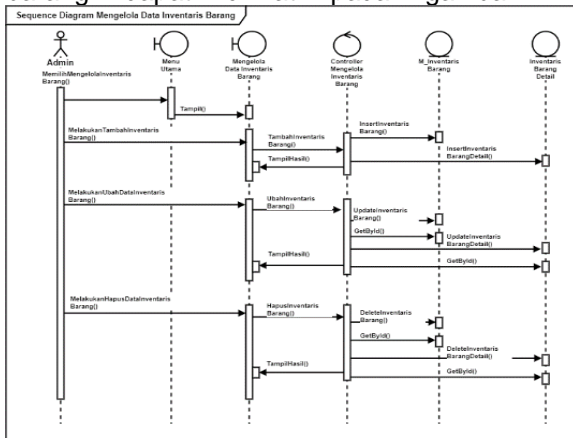 Sequence Diagram Mengelola Data Inventaris Barang
Admin
Menu
Utama
Mengelola
Data Inventaris
Barang
Controller
Mengelola
Inventaris
Barang
M_Inventaris
Barang
Inventaris
Barang
Detail
MemilihMengelolaInventaris
Barang()
Tampil()
MelakukanTambahInventaris
Barang()
TambahInventaris
Barang()
InsertInventaris
Barang()
InsertInventaris
BarangDetail()
TampilHasil()
MelakukanUbahDataInventaris
Barang()
UbahInventaris
Barang()
UpdateInventaris
Barang()
GetById()
UpdateInventaris
BarangDetail()
TampilHasil()
GetById()
MelakukanHapusDataInventaris
Barang()
HapusInventaris
Barang()
DeleteInventaris
Barang()
GetById()
DeleteInventaris
BarangDetail()
TampilHasil()
GetById()